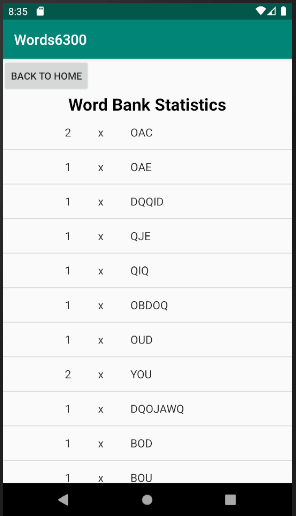 8:35
Words6300
BACK TO HOME
Word Bank Statistics
2 x OAC
1 x OAE
1 x DQQID
1 x QJE
1 x QIQ
1 x OBDOQ
1 x OUD
2 x YOU
1 x DQOJAWQ
1 x BOD
1 x BOU